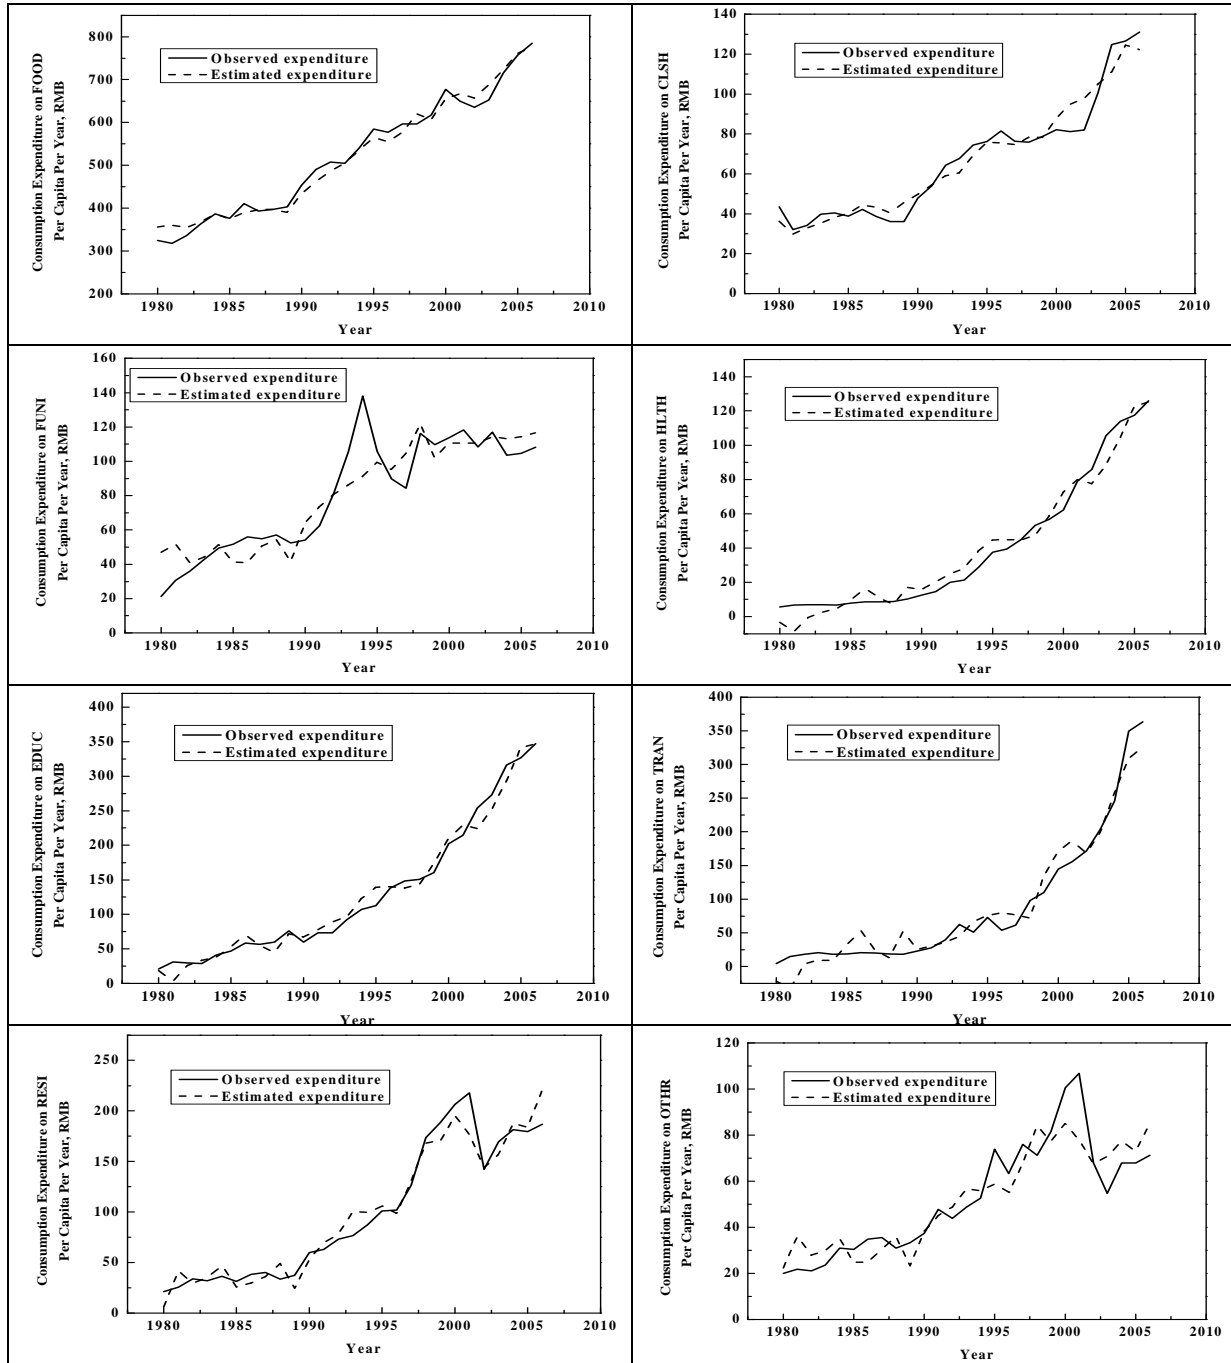 Consumption Expenditure on FOOD
Per Capita Per Year, RMB
800
700
600
500
400
300
200
Observed expenditure
Estimated expenditure
1980 1985 1990 1995 2000 2005 2010
Year
Consumption Expenditure on CLSH
Per Capita Per Year, RMB
140
120
100
80
60
40
20
0
Observed expenditure
Estimated expenditure
1980 1985 1990 1995 2000 2005 2010
Year
Consumption Expenditure on FUNI
Per Capita Per Year, RMB
160
140
120
100
80
60
40
20
0
Observed expenditure
Estimated expenditure
1980 1985 1990 1995 2000 2005 2010
Year
Consumption Expenditure on HLTH
Per Capita Per Year, RMB
140
120
100
80
60
40
20
0
Observed expenditure
Estimated expenditure
1980 1985 1990 1995 2000 2005 2010
Year
Consumption Expenditure on EDUC
Per Capita Per Year, RMB
400
350
300
250
200
150
100
50
0
Observed expenditure
Estimated expenditure
1980 1985 1990 1995 2000 2005 2010
Year
Consumption Expenditure on TRAN
Per Capita Per Year, RMB
400
350
300
250
200
150
100
50
0
Observed expenditure
Estimated expenditure
1980 1985 1990 1995 2000 2005 2010
Year
Consumption Expenditure on RESI
Per Capita Per Year, RMB
250
200
150
100
50
0
Observed expenditure
Estimated expenditure
1980 1985 1990 1995 2000 2005 2010
Year
Consumption Expenditure on OTHR
Per Capita Per Year, RMB
120
100
80
60
40
20
0
Observed expenditure
Estimated expenditure
1980 1985 1990 1995 2000 2005 2010
Year